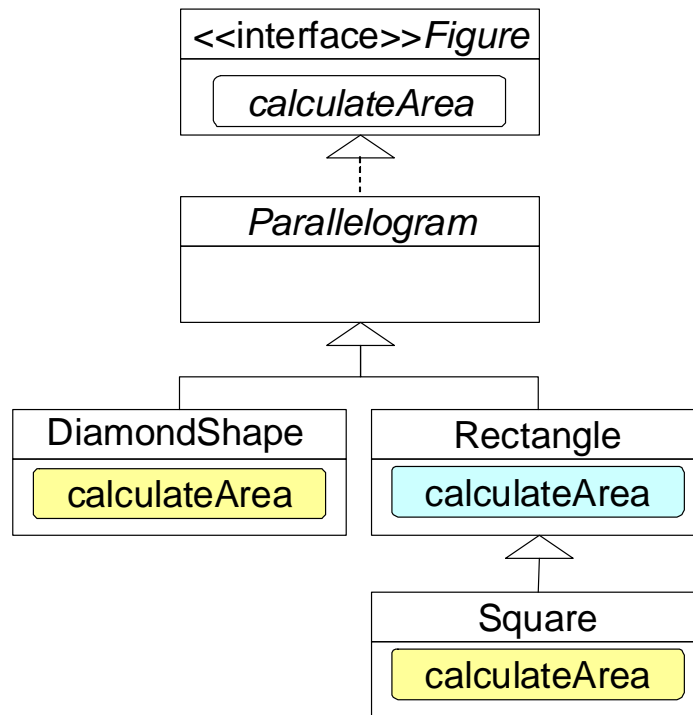 <<interface>>Figure
calculateArea
Parallelogram
DiamondShape
calculateArea
Rectangle
calculateArea
Square
calculateArea